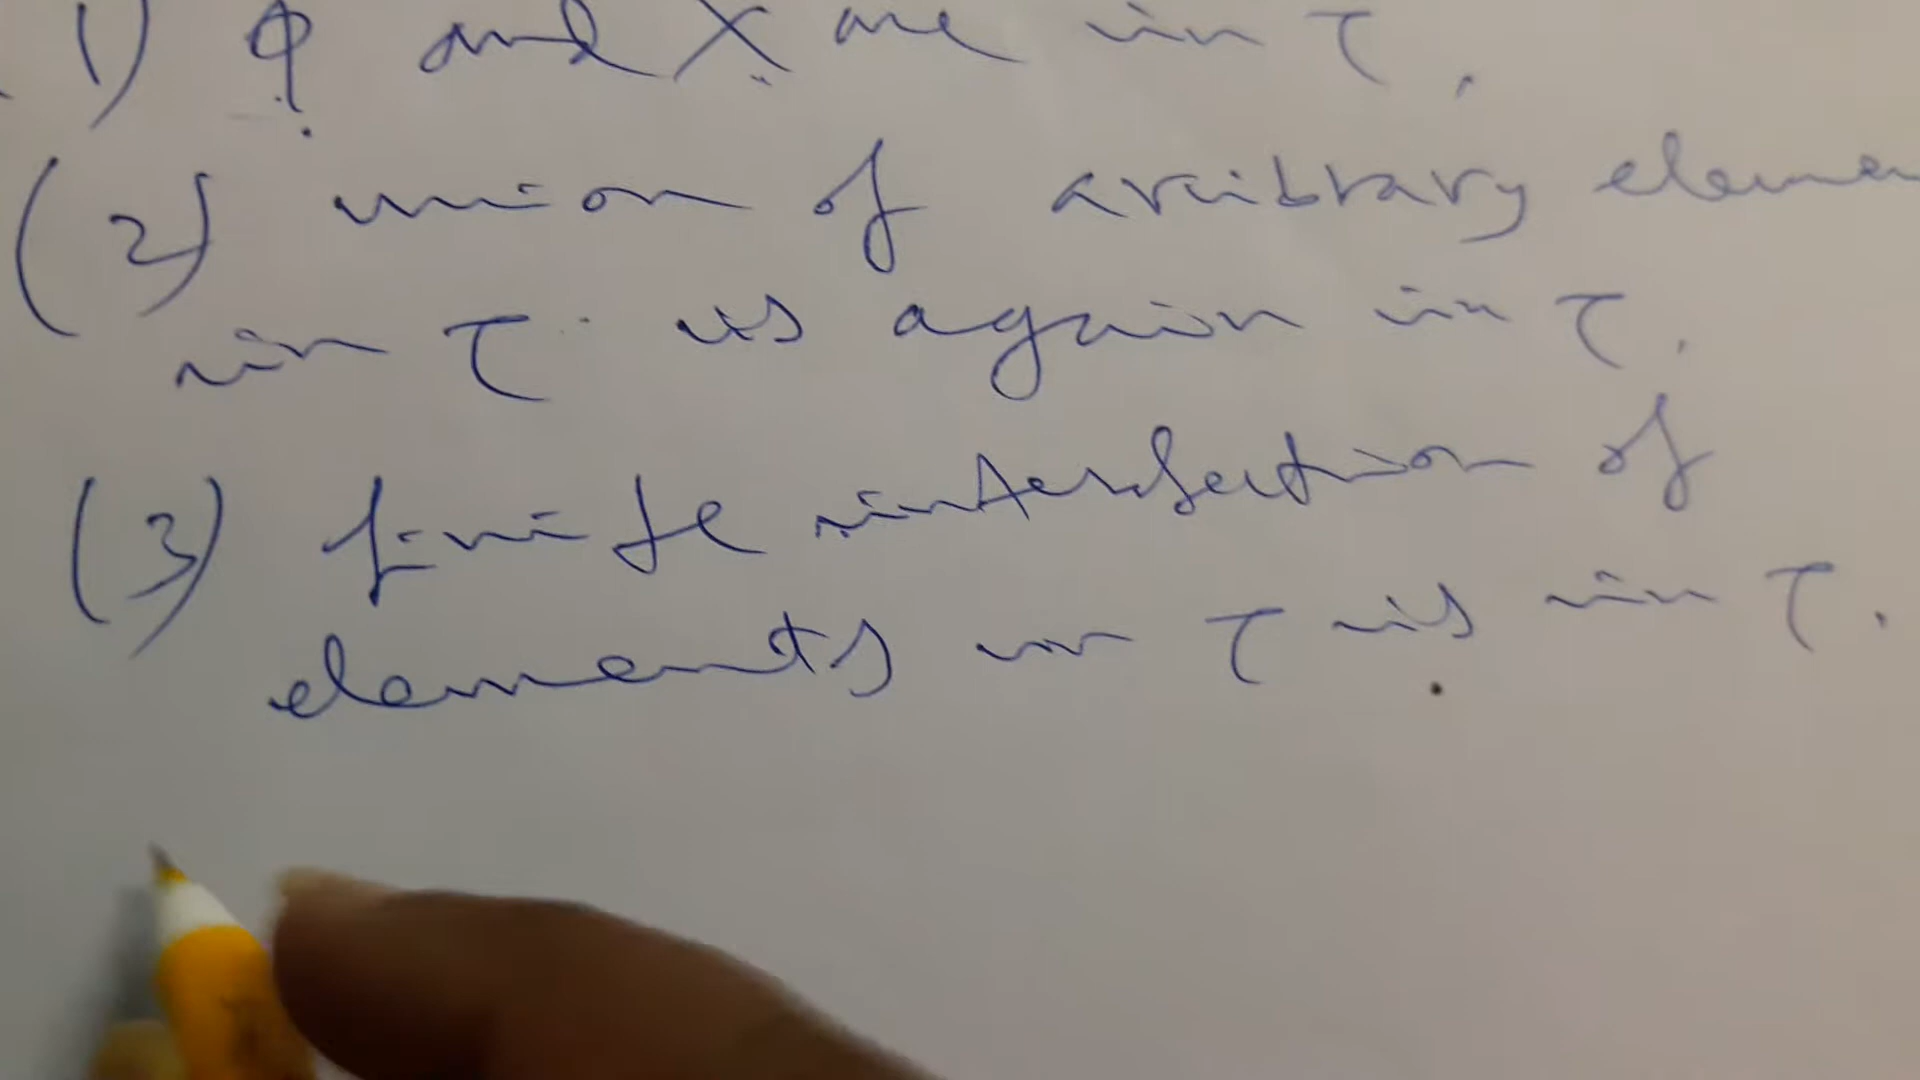 1) φ and X are in τ.
(2) union of arbitrary elemen
in τ is again in τ.
(3) finite intersection of
elements in τ is in τ.